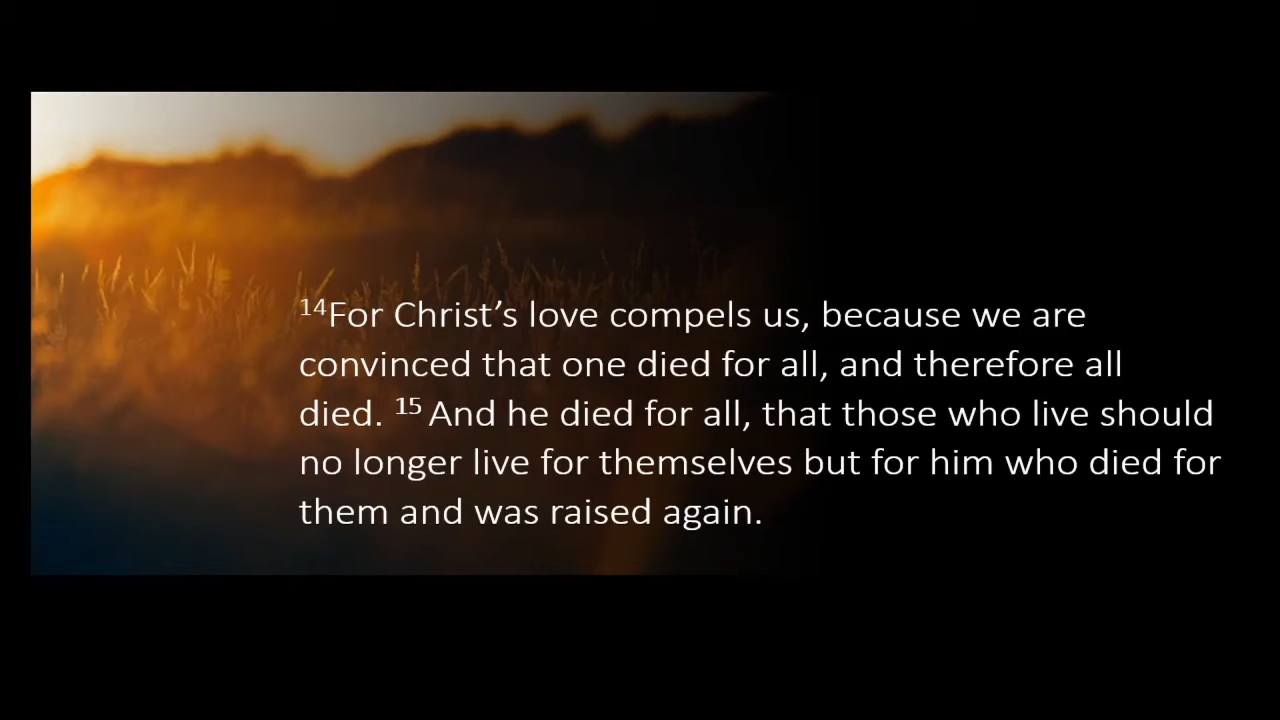 ¹⁴For Christ’s love compels us, because we are
convinced that one died for all, and therefore all
died. ¹⁵ And he died for all, that those who live should
no longer live for themselves but for him who died for
them and was raised again.